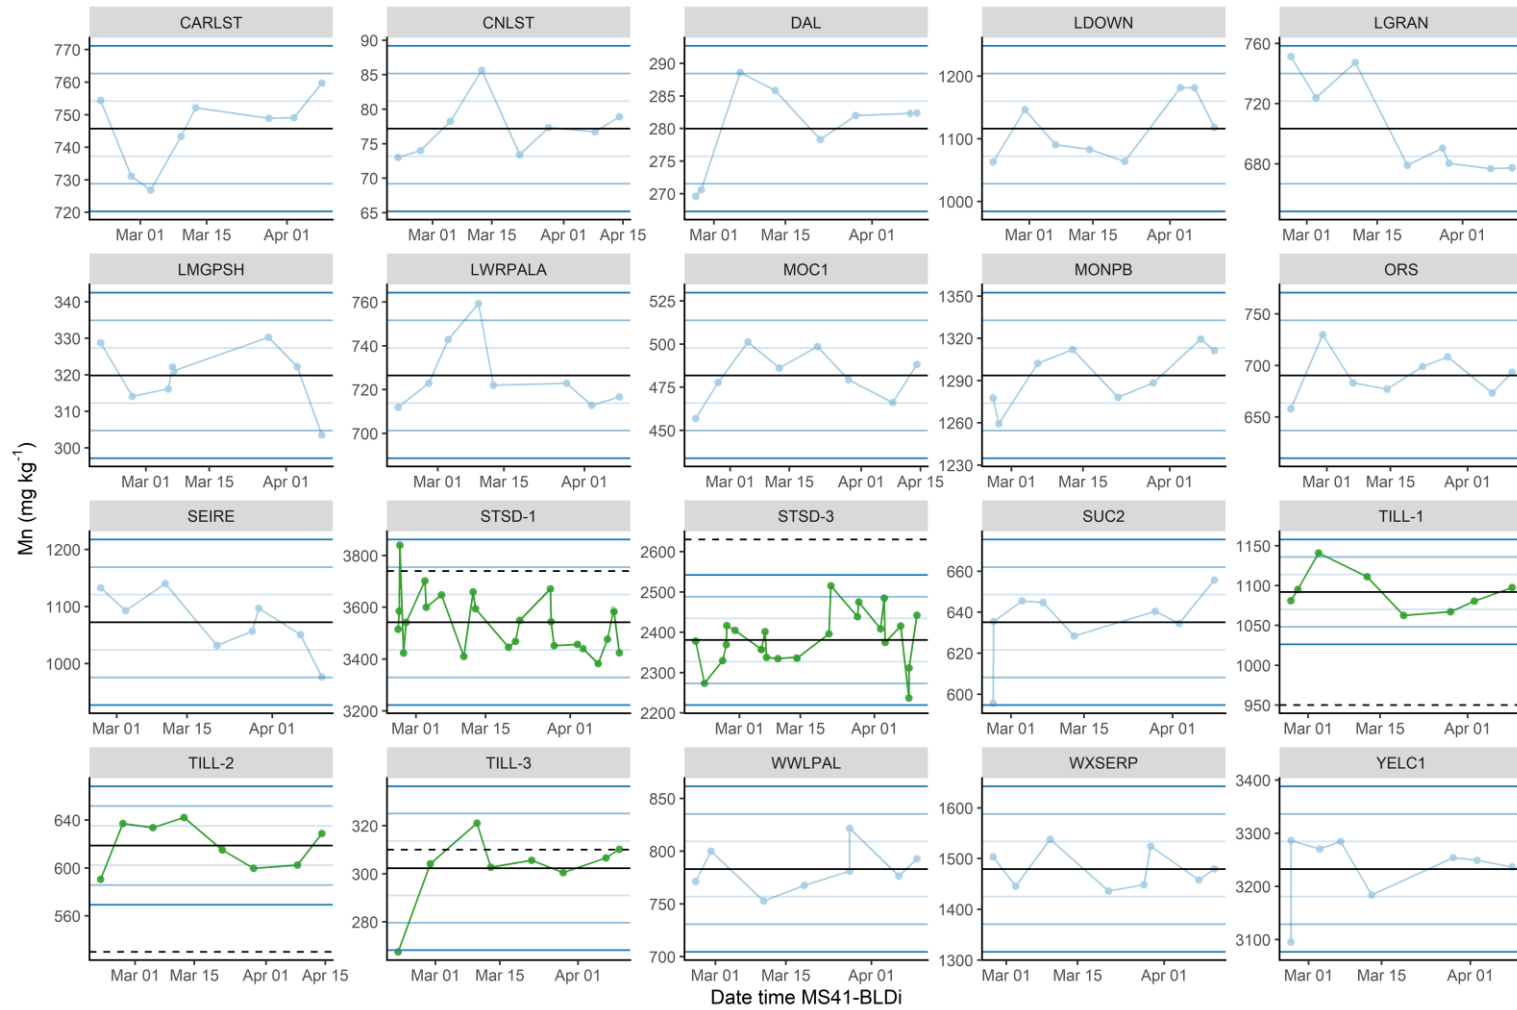 CARLST CNLST DAL LDOWN LGRAN
770 760 750 740 730 720
90 85 80 75 70 65
290 285 280 275 270
1200 1100 1000
760 720 680
Mar 01 Mar 15 Apr 01 Mar 01 Mar 15 Apr 01 Apr 15 Mar 01 Mar 15 Apr 01 Mar 01 Mar 15 Apr 01 Mar 01 Mar 15 Apr 01
LMGPSH LWRPALA MOC1 MONPB ORS
340 330 320 310 300
760 740 720 700
525 500 475 450
1350 1320 1290 1260 1230
750 700 650
Mar 01 Mar 15 Apr 01 Mar 01 Mar 15 Apr 01 Mar 01 Mar 15 Apr 01 Apr 15 Mar 01 Mar 15 Apr 01 Mar 01 Mar 15 Apr 01
Mn (mg kg⁻¹)
SEIRE STSD-1 STSD-3 SUC2 TILL-1
1200 1100 1000
3800 3600 3400 3200
2600 2500 2400 2300 2200
660 640 620 600
1150 1100 1050 1000 950
Mar 01 Mar 15 Apr 01 Mar 01 Mar 15 Apr 01 Mar 01 Mar 15 Apr 01 Mar 01 Mar 15 Apr 01 Mar 01 Mar 15 Apr 01
TILL-2 TILL-3 WWLPAL WXSERP YELC1
640 600 560
320 300 280
850 800 750 700
1600 1500 1400 1300
3400 3300 3200 3100
Mar 01 Mar 15 Apr 01 Apr 15 Mar 01 Mar 15 Apr 01 Mar 01 Mar 15 Apr 01 Mar 01 Mar 15 Apr 01 Mar 01 Mar 15 Apr 01
Date time MS41-BLDi